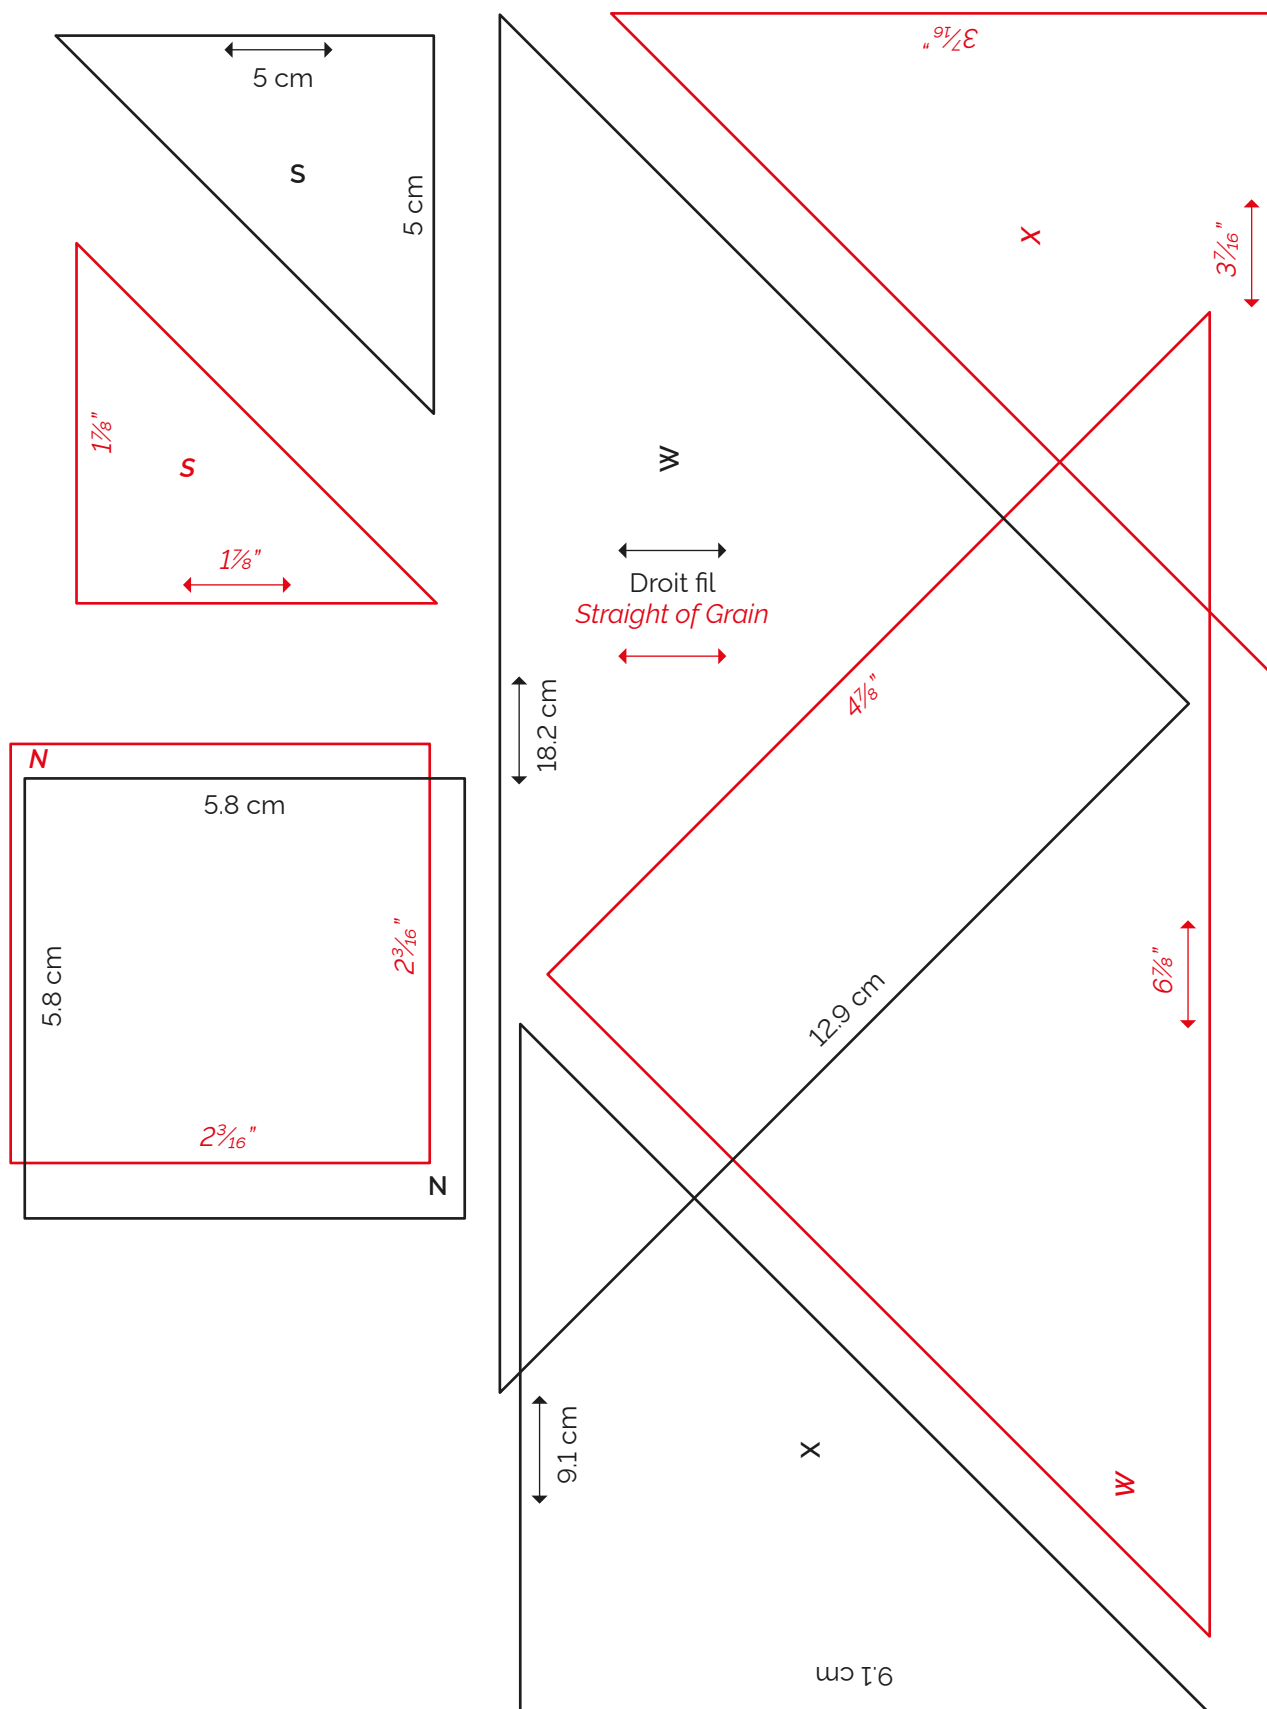 5 cm
S
5 cm
1⅞”
S
1⅞”
N
5.8 cm
5.8 cm
2³⁄₁₆”
2³⁄₁₆”
N
3⁷⁄₁₆”
X
3⁷⁄₁₆”
W
Droit fil
Straight of Grain
18.2 cm
4⅞”
6⅞”
12.9 cm
9.1 cm
X
W
9.1 cm